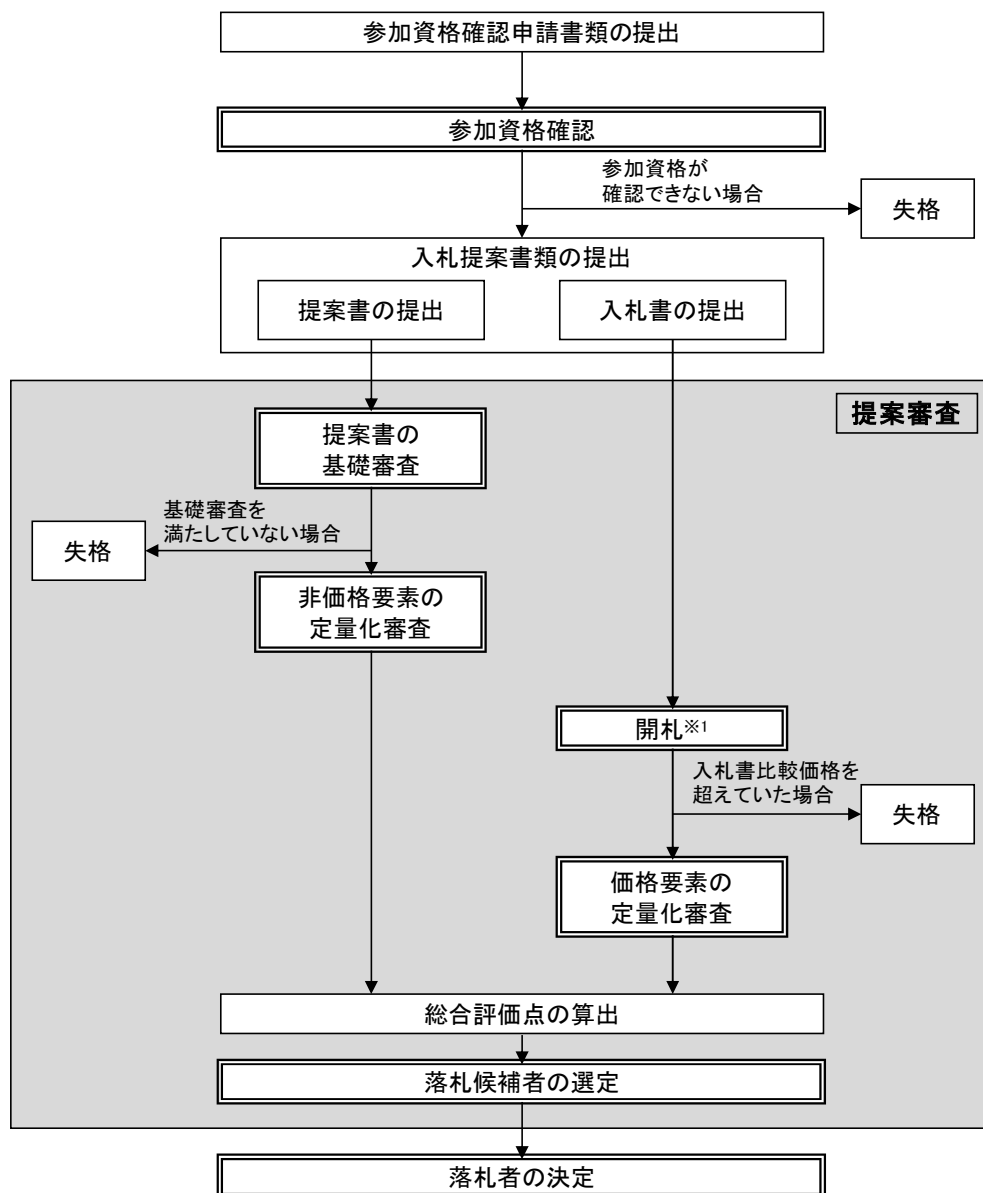 参加資格確認申請書類の提出
参加資格確認
参加資格が
確認できない場合
失格
入札提案書類の提出
提案書の提出
入札書の提出
提案審査
提案書の
基礎審査
基礎審査を
満たしていない場合
失格
非価格要素の
定量化審査
開札※1
入札書比較価格を
超えていた場合
失格
価格要素の
定量化審査
総合評価点の算出
落札候補者の選定
落札者の決定